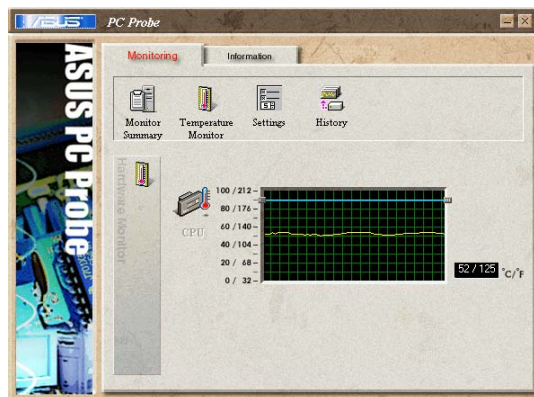 ASUS PC Probe
Monitoring Information
Monitor Summary
Temperature Monitor
Settings
History
ASUS PC Probe
Hardware Monitor
CPU
100 / 212
80 / 176
60 / 140
40 / 104
20 / 68
0 / 32
52 / 125 °C/°F